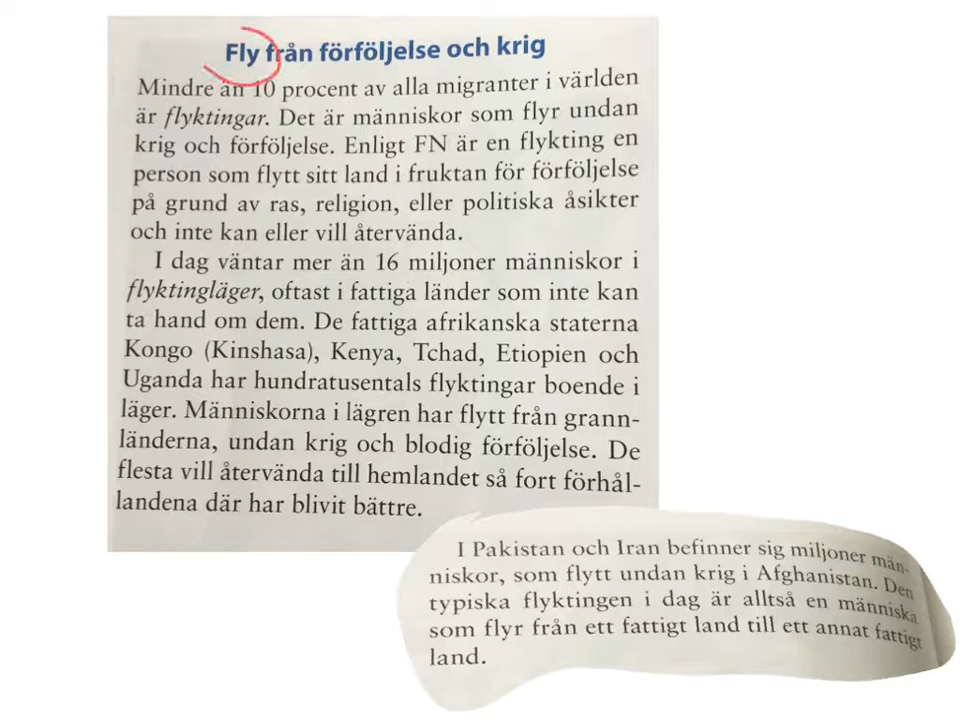 Fly från förföljelse och krig
Mindre än 10 procent av alla migranter i världen
är flyktingar. Det är människor som flyr undan
krig och förföljelse. Enligt FN är en flykting en
person som flytt sitt land i fruktan för förföljelse
på grund av ras, religion, eller politiska åsikter
och inte kan eller vill återvända.
I dag väntar mer än 16 miljoner människor i
flyktingläger, oftast i fattiga länder som inte kan
ta hand om dem. De fattiga afrikanska staterna
Kongo (Kinshasa), Kenya, Tchad, Etiopien och
Uganda har hundratusentals flyktingar boende i
läger. Människorna i lägren har flytt från grann-
länderna, undan krig och blodig förföljelse. De
flesta vill återvända till hemlandet så fort förhål-
landena där har blivit bättre.
I Pakistan och Iran befinner sig miljoner män-
niskor, som flytt undan krig i Afghanistan. Den
typiska flyktingen i dag är alltså en människa
som flyr från ett fattigt land till ett annat fattigt
land.